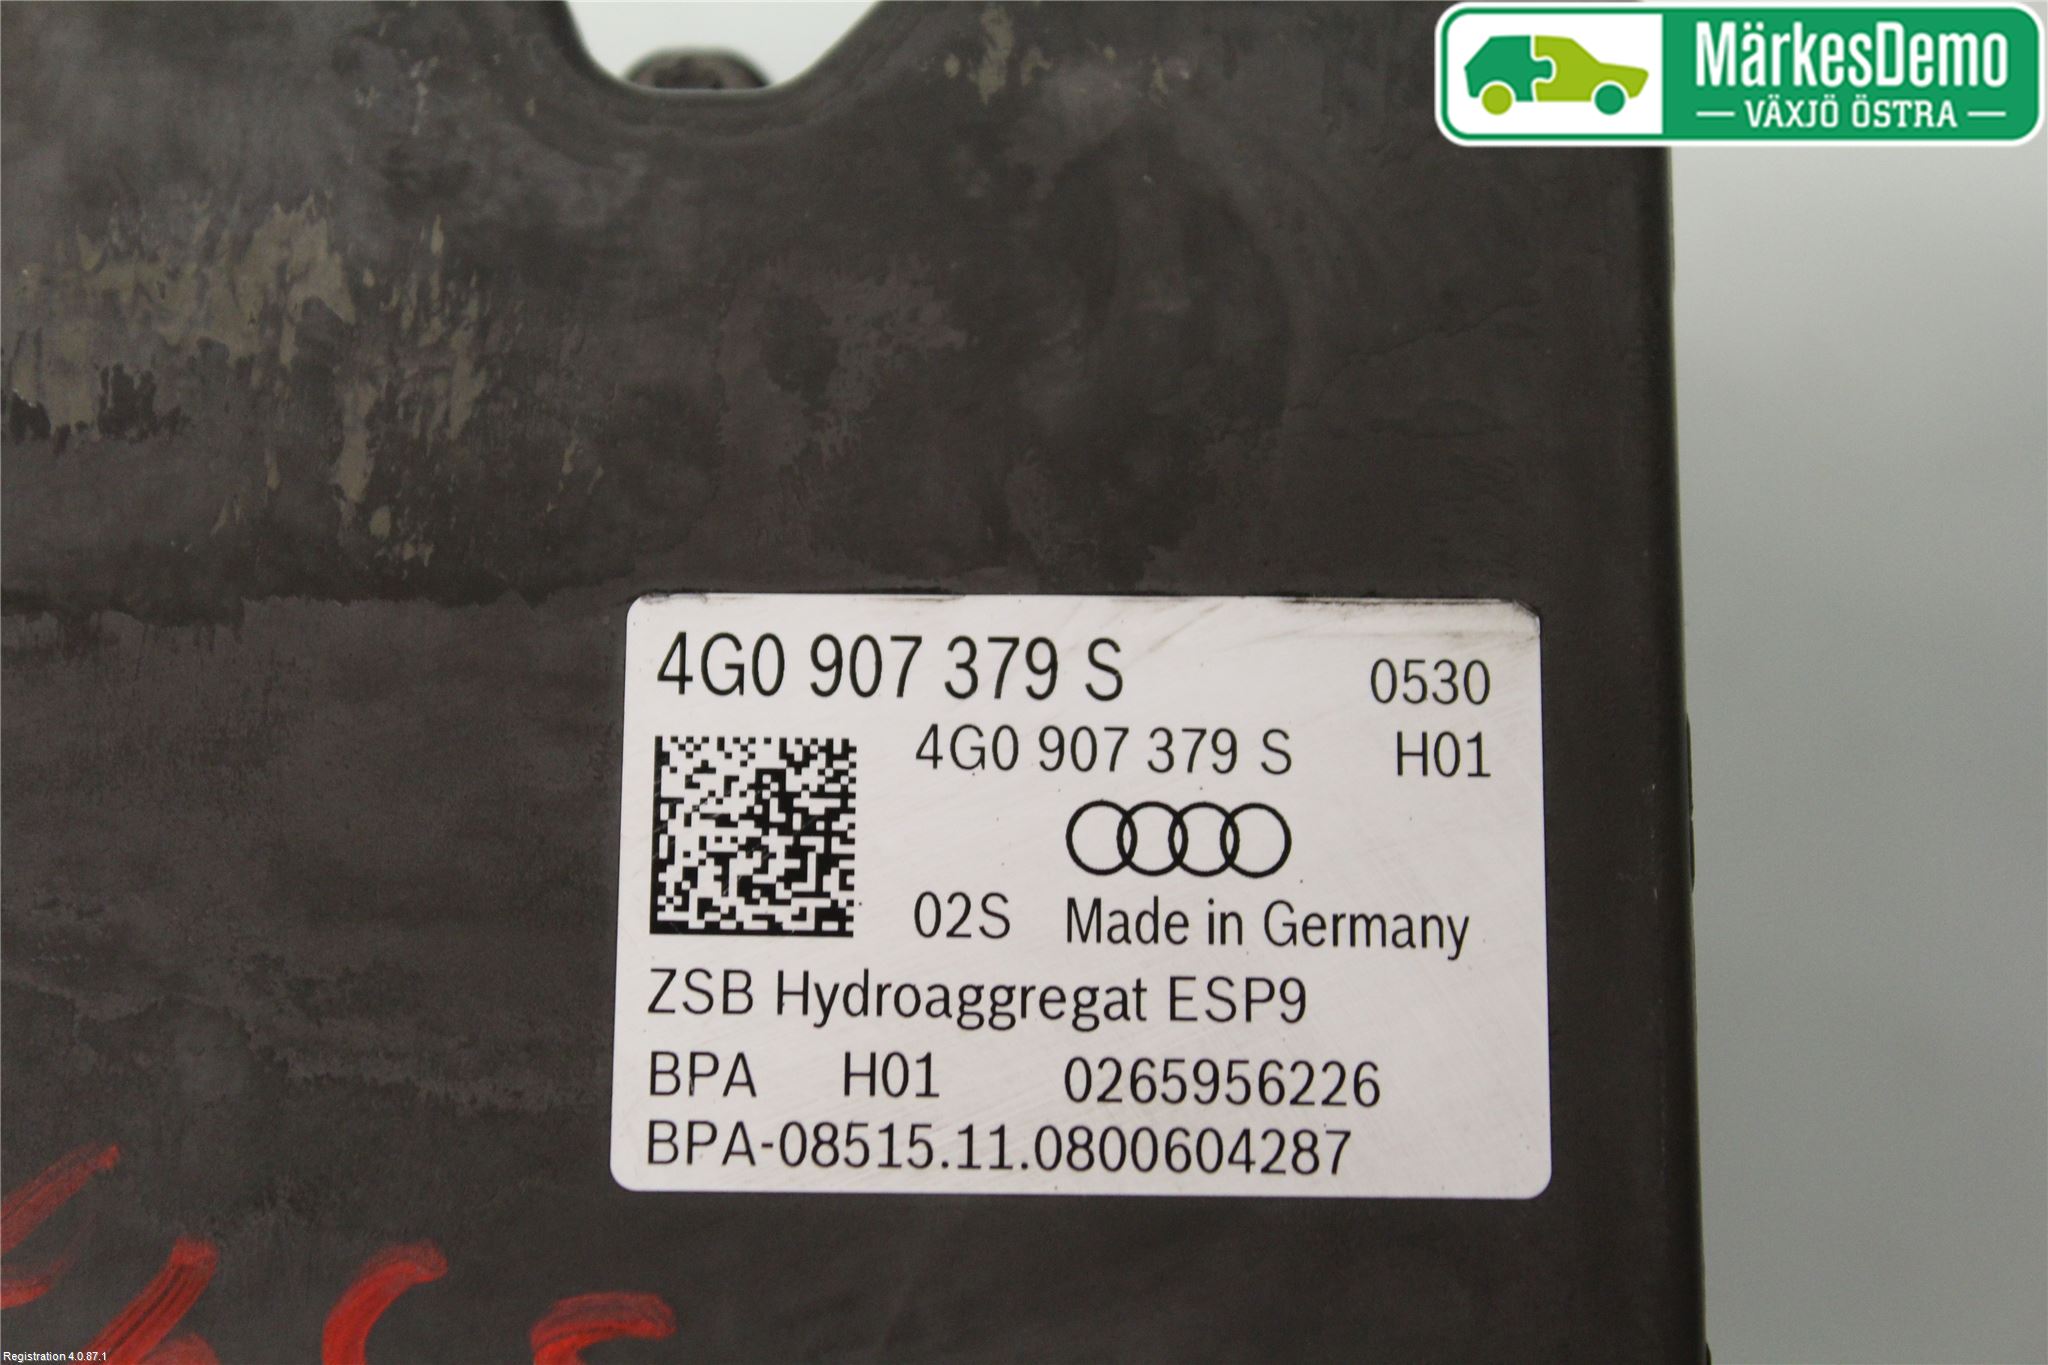 MärkesDemo
VÄXJÖ ÖSTRA
4G0 907 379 S 0530
4G0 907 379 S H01
02S Made in Germany
ZSB Hydroaggregat ESP9
BPA H01 0265956226
BPA-08515.11.0800604287
Registration 4.0.87.1